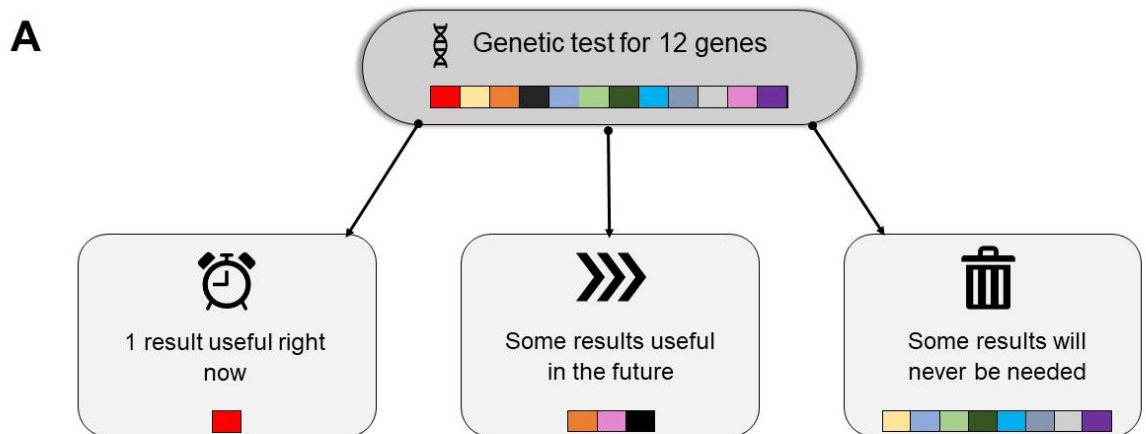 A
Genetic test for 12 genes
1 result useful right
now
Some results useful
in the future
Some results will
never be needed